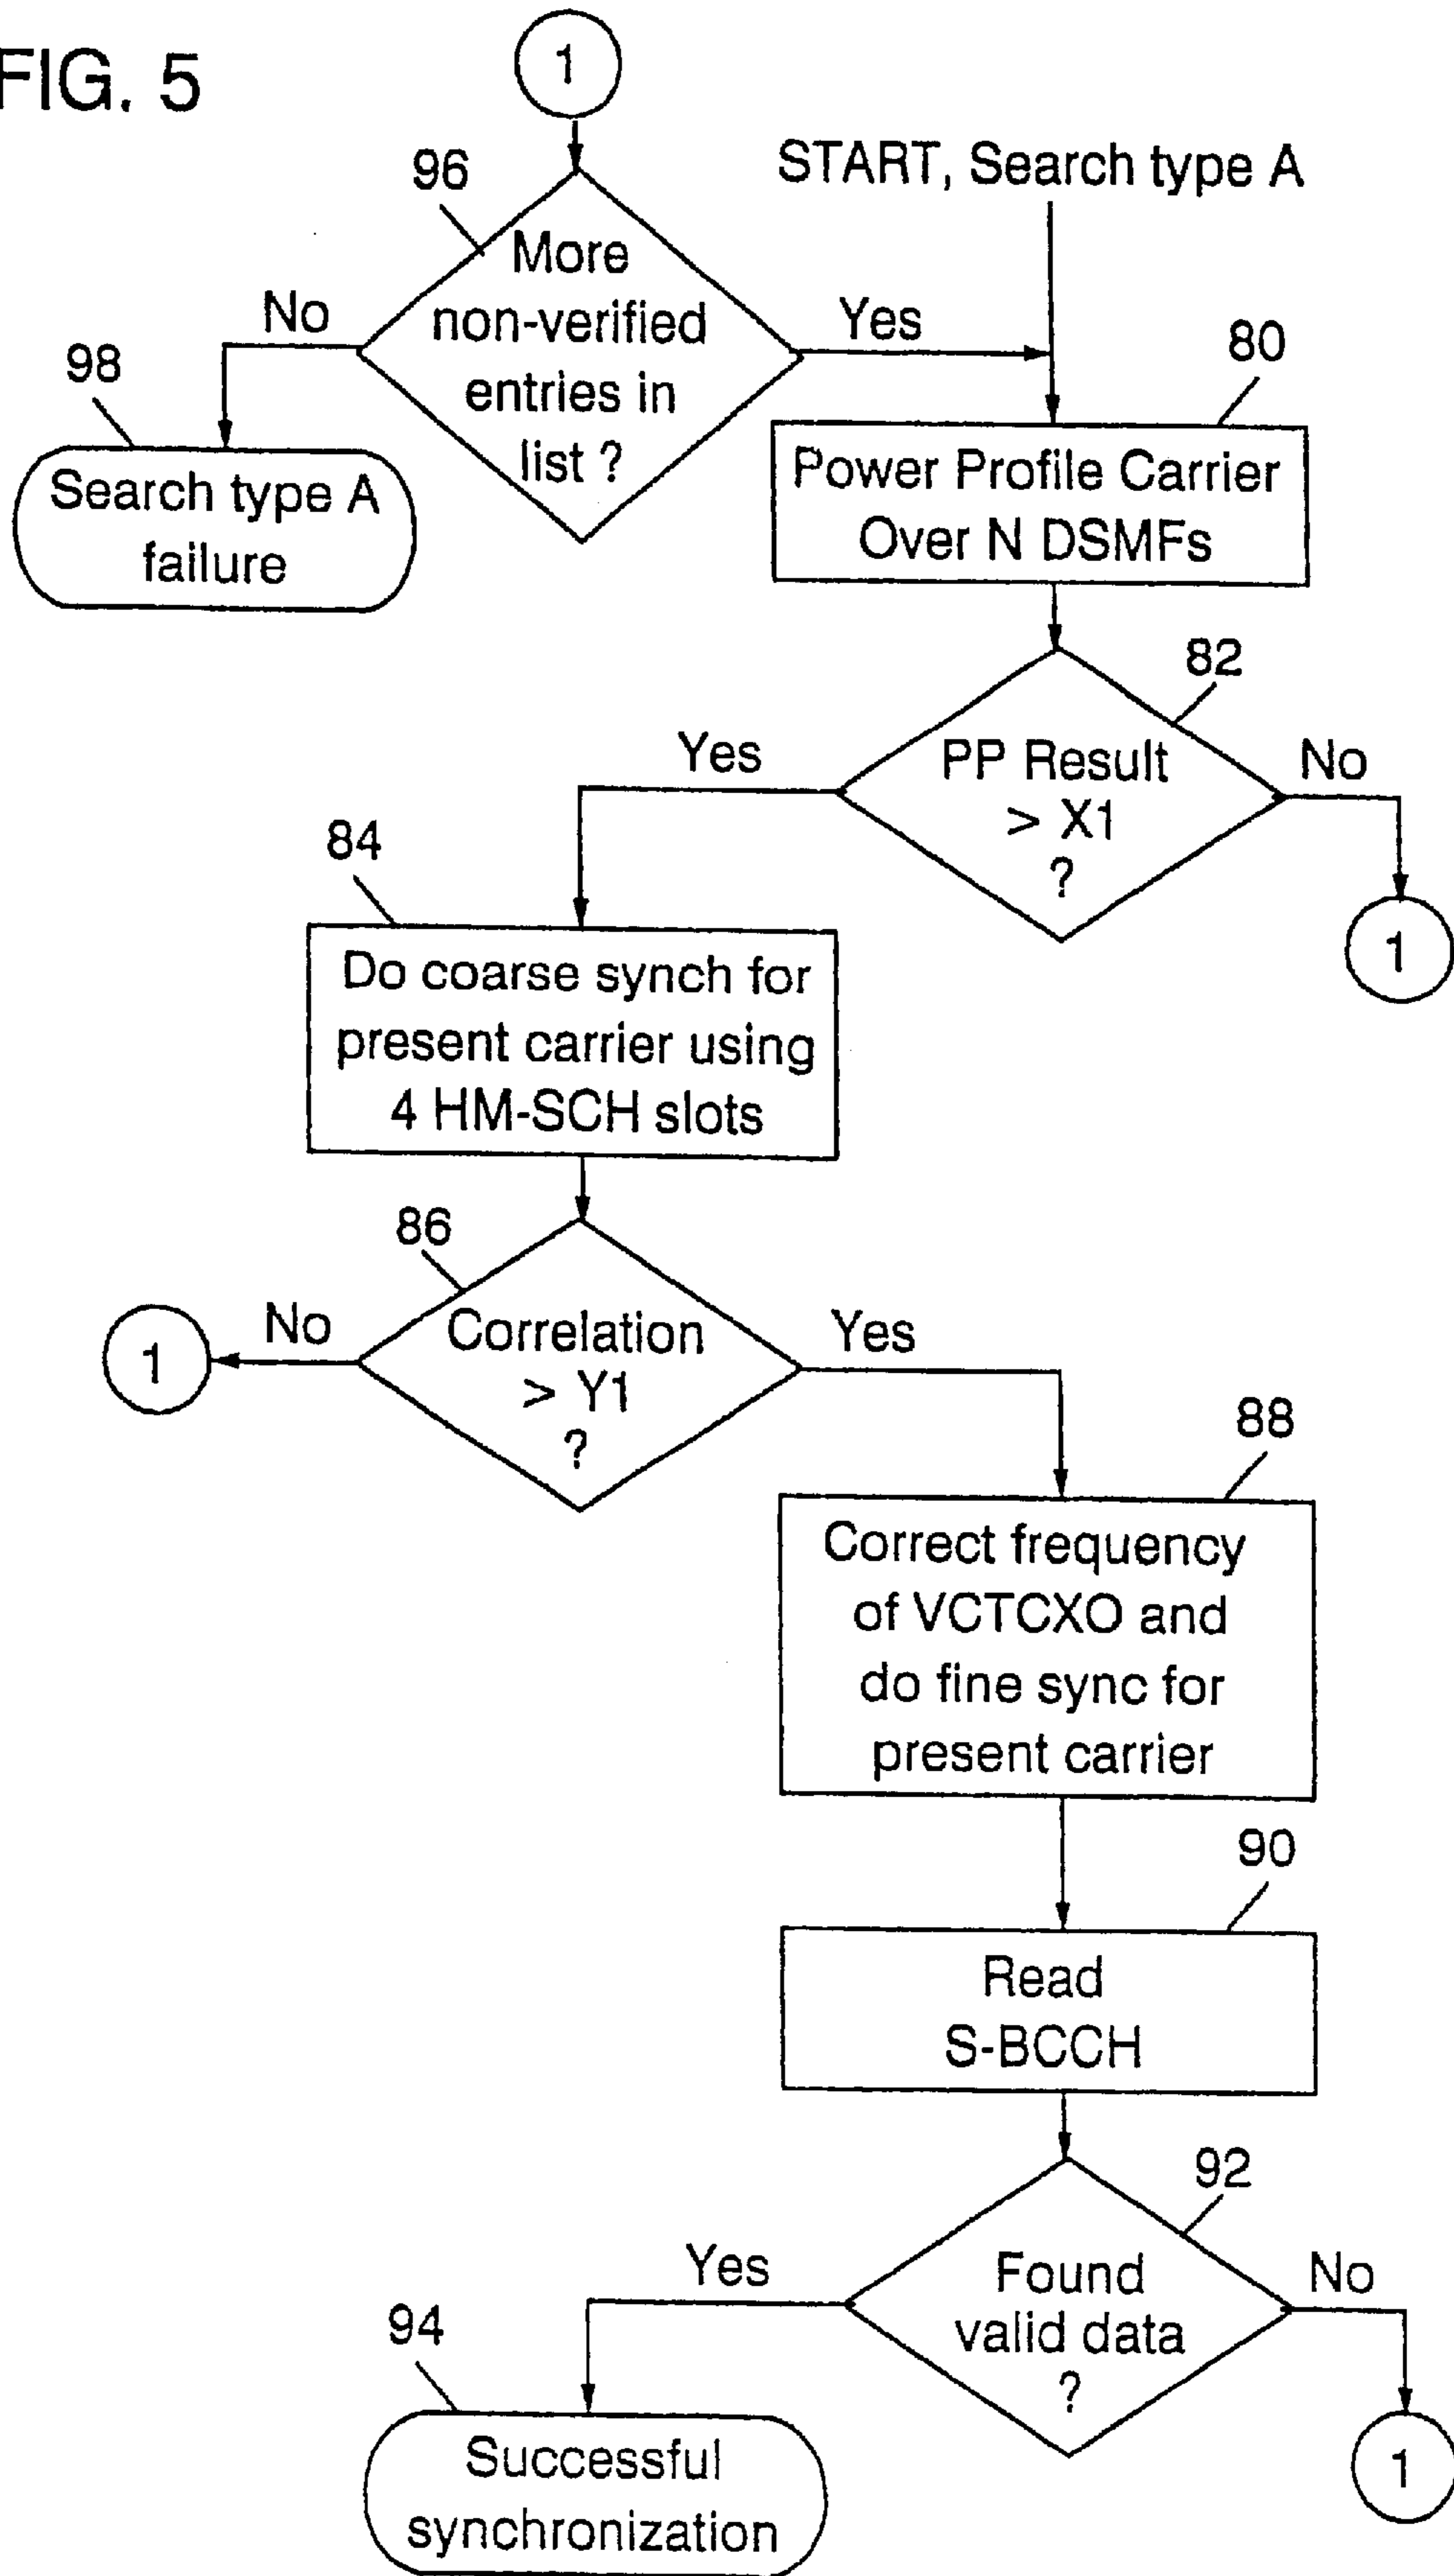 FIG. 5
1
96
START, Search type A
More
non-verified
entries in
list ?
No
Yes
98
80
Search type A
failure
Power Profile Carrier
Over N DSMFs
82
PP Result
> X1
?
Yes
No
1
84
Do coarse synch for
present carrier using
4 HM-SCH slots
86
Correlation
> Y1
?
No
1
Yes
88
Correct frequency
of VCTCXO and
do fine sync for
present carrier
90
Read
S-BCCH
92
Found
valid data
?
Yes
No
94
1
Successful
synchronization